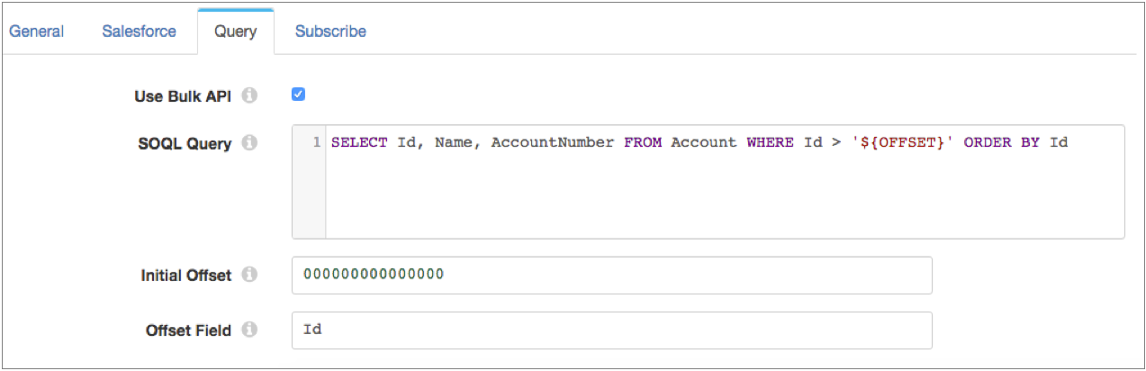 General Salesforce Query Subscribe
Use Bulk API
SOQL Query
1 SELECT Id, Name, AccountNumber FROM Account WHERE Id > '${OFFSET}' ORDER BY Id
Initial Offset 000000000000000
Offset Field Id